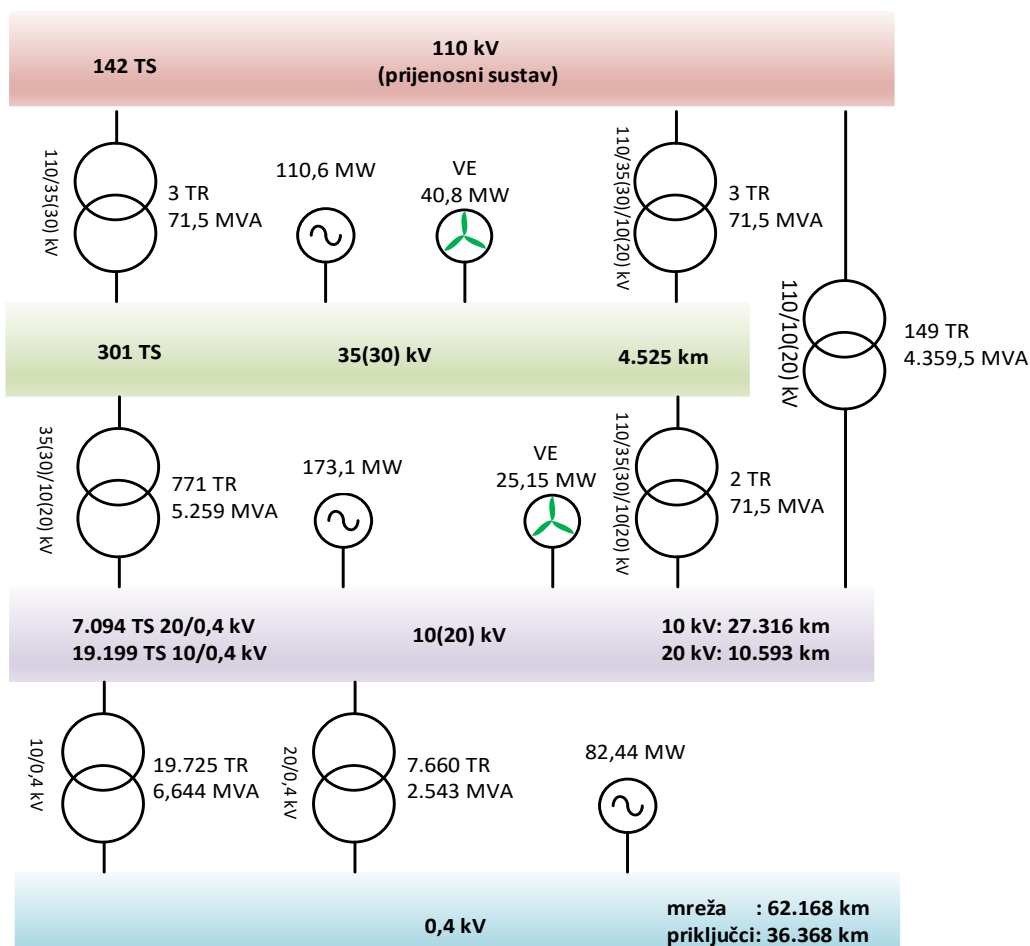 110 kV
(prijenosni sustav)
142 TS
110/35(30) kV
3 TR
71,5 MVA
110,6 MW
VE
40,8 MW
110/35(30)/10(20) kV
3 TR
71,5 MVA
110/10(20) kV
149 TR
4.359,5 MVA
301 TS
35(30) kV
4.525 km
35(30)/10(20) kV
771 TR
5.259 MVA
173,1 MW
VE
25,15 MW
110/35(30)/10(20) kV
2 TR
71,5 MVA
7.094 TS 20/0,4 kV
19.199 TS 10/0,4 kV
10(20) kV
10 kV: 27.316 km
20 kV: 10.593 km
10/0,4 kV
19.725 TR
6,644 MVA
20/0,4 kV
7.660 TR
2.543 MVA
82,44 MW
0,4 kV
mreža : 62.168 km
priključci: 36.368 km